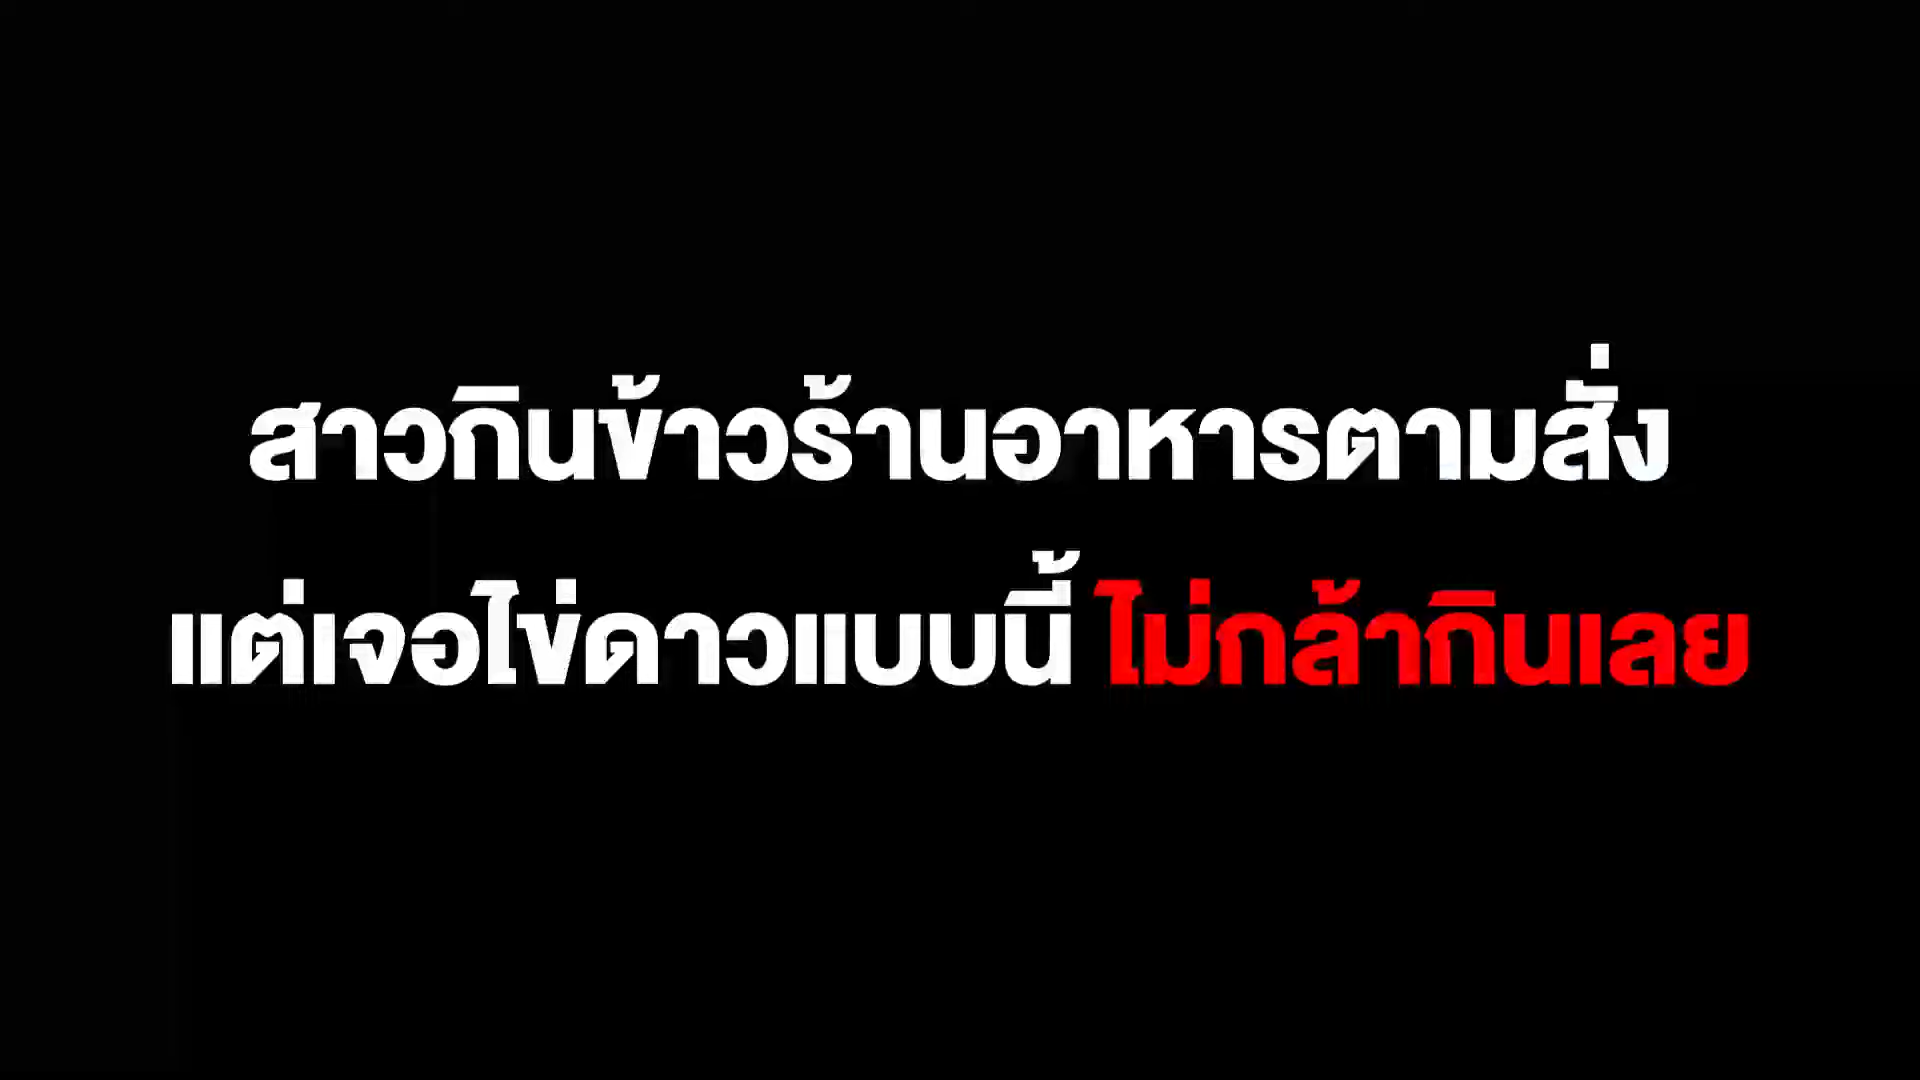 สาวกินข้าวร้านอาหารตามสั่ง
แต่เจอไข่ดาวแบบนี้ ไม่กล้ากินเลย